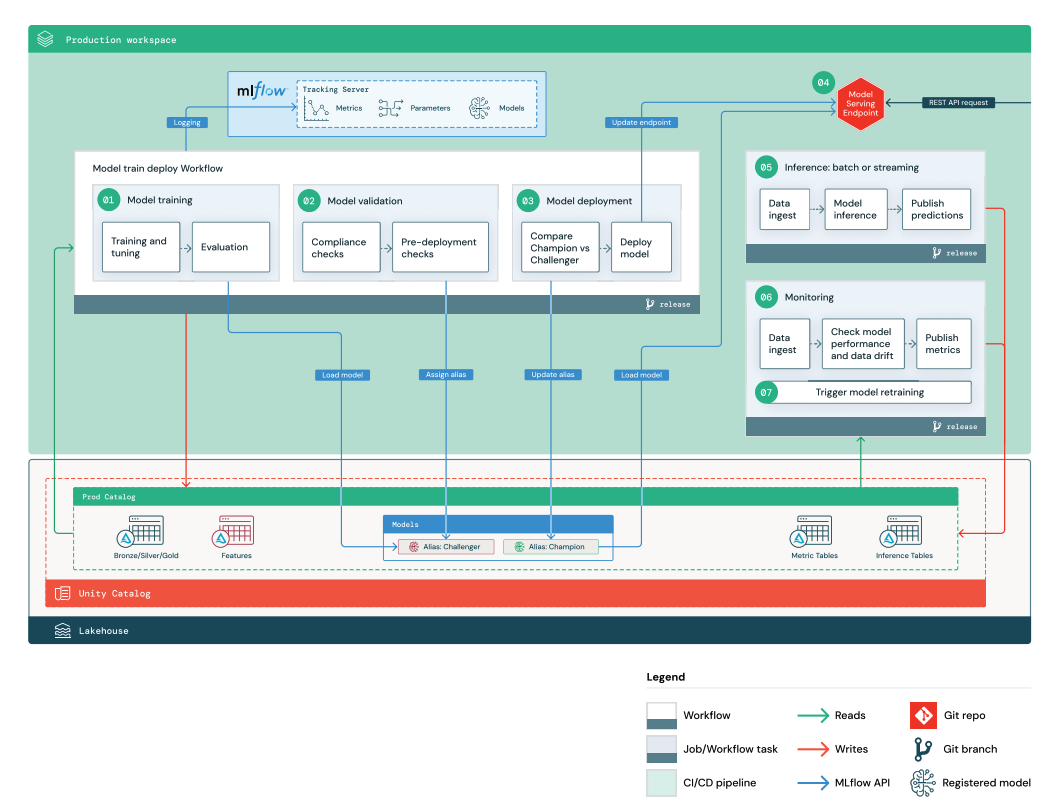 Production workspace
mlflow
Tracking Server
Metrics
Parameters
Models
Logging
Update endpoint
04
Model
Serving
Endpoint
REST API request
Model train deploy Workflow
01
Model training
Training and
tuning
Evaluation
02
Model validation
Compliance
checks
Pre-deployment
checks
03
Model deployment
Compare
Champion vs
Challenger
Deploy
model
release
05
Inference: batch or streaming
Data
ingest
Model
inference
Publish
predictions
release
06
Monitoring
Data
ingest
Check model
performance
and data drift
Publish
metrics
07
Trigger model retraining
release
Load model
Assign alias
Update alias
Load model
Prod Catalog
Bronze/Silver/Gold
Features
Models
Alias: Challenger
Alias: Champion
Metric Tables
Inference Tables
Unity Catalog
Lakehouse
Legend
Workflow
Reads
Git repo
Job/Workflow task
Writes
Git branch
CI/CD pipeline
MLflow API
Registered model